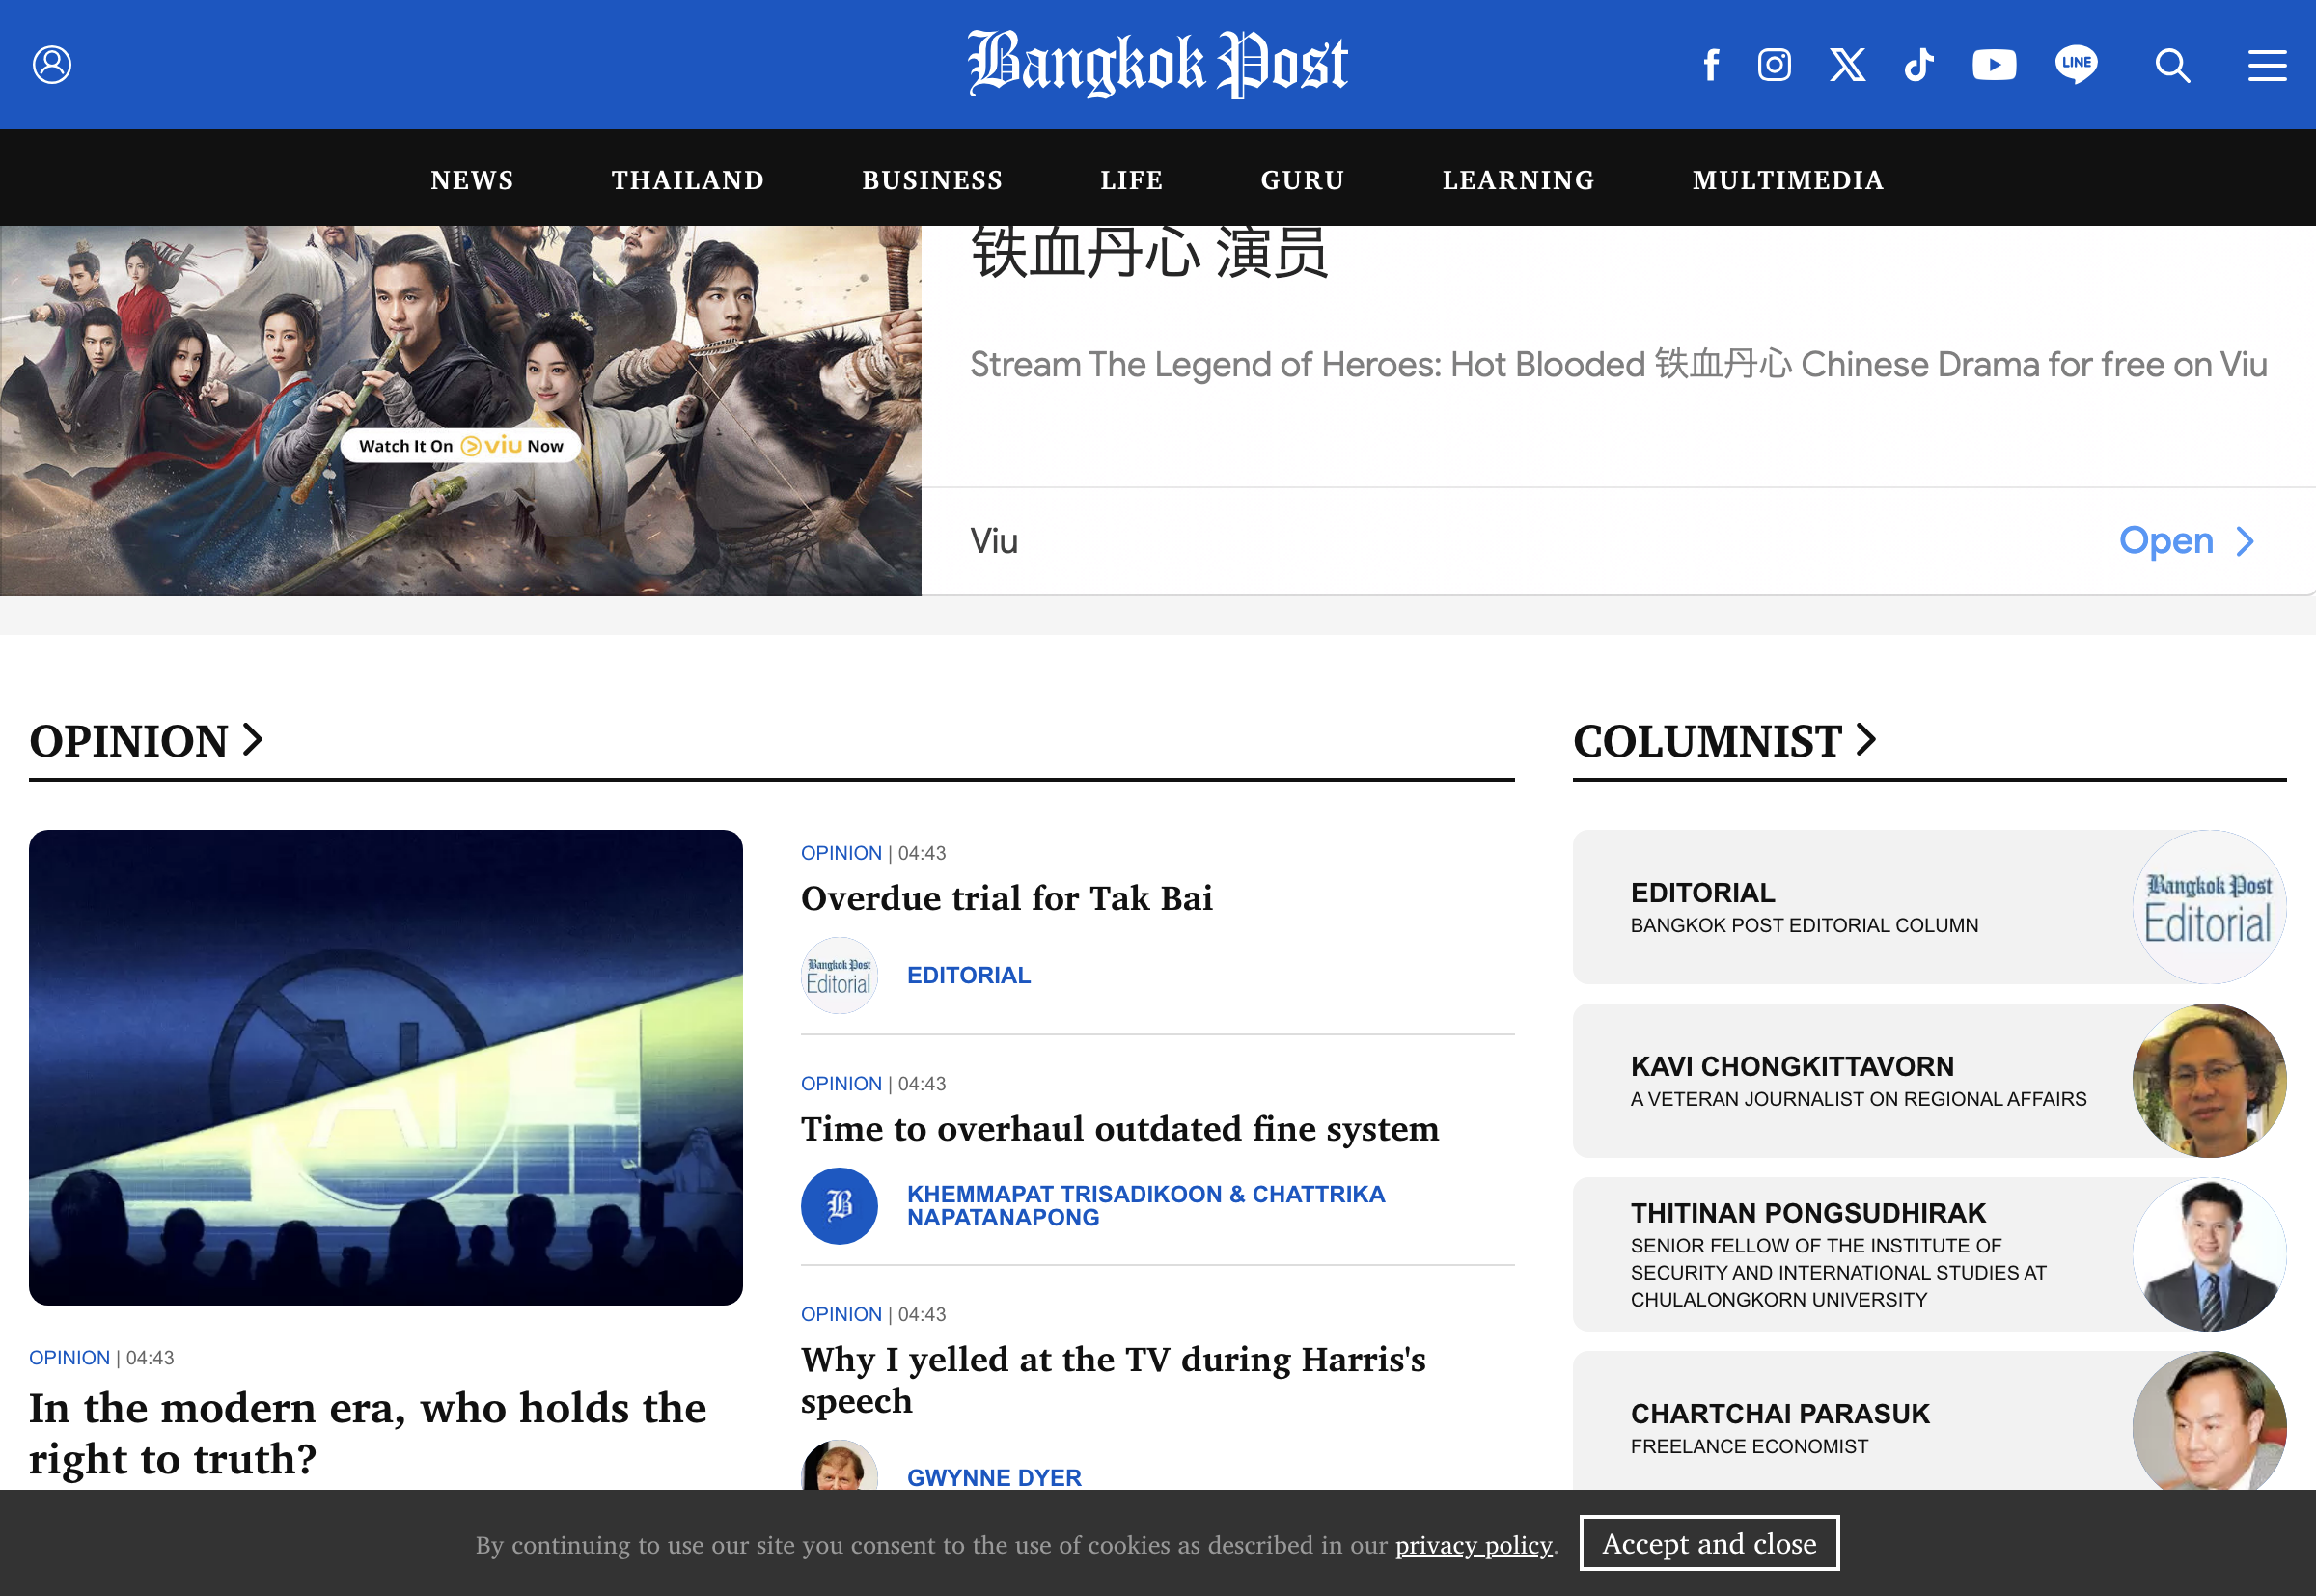 Bangkok Post
LINE
NEWS THAILAND BUSINESS LIFE GURU LEARNING MULTIMEDIA
铁血丹心 演员
Stream The Legend of Heroes: Hot Blooded 铁血丹心 Chinese Drama for free on Viu
Watch It On viu Now
Viu
Open
OPINION
AI
OPINION | 04:43
In the modern era, who holds the
right to truth?
OPINION | 04:43
Overdue trial for Tak Bai
Bangkok Post
Editorial
EDITORIAL
OPINION | 04:43
Time to overhaul outdated fine system
B
KHEMMAPAT TRISADIKOON & CHATTRIKA
NAPATANAPONG
OPINION | 04:43
Why I yelled at the TV during Harris's
speech
GWYNNE DYER
COLUMNIST
EDITORIAL
BANGKOK POST EDITORIAL COLUMN
Bangkok Post
Editorial
KAVI CHONGKITTAVORN
A VETERAN JOURNALIST ON REGIONAL AFFAIRS
THITINAN PONGSUDHIRAK
SENIOR FELLOW OF THE INSTITUTE OF
SECURITY AND INTERNATIONAL STUDIES AT
CHULALONGKORN UNIVERSITY
CHARTCHAI PARASUK
FREELANCE ECONOMIST
By continuing to use our site you consent to the use of cookies as described in our privacy policy.
Accept and close